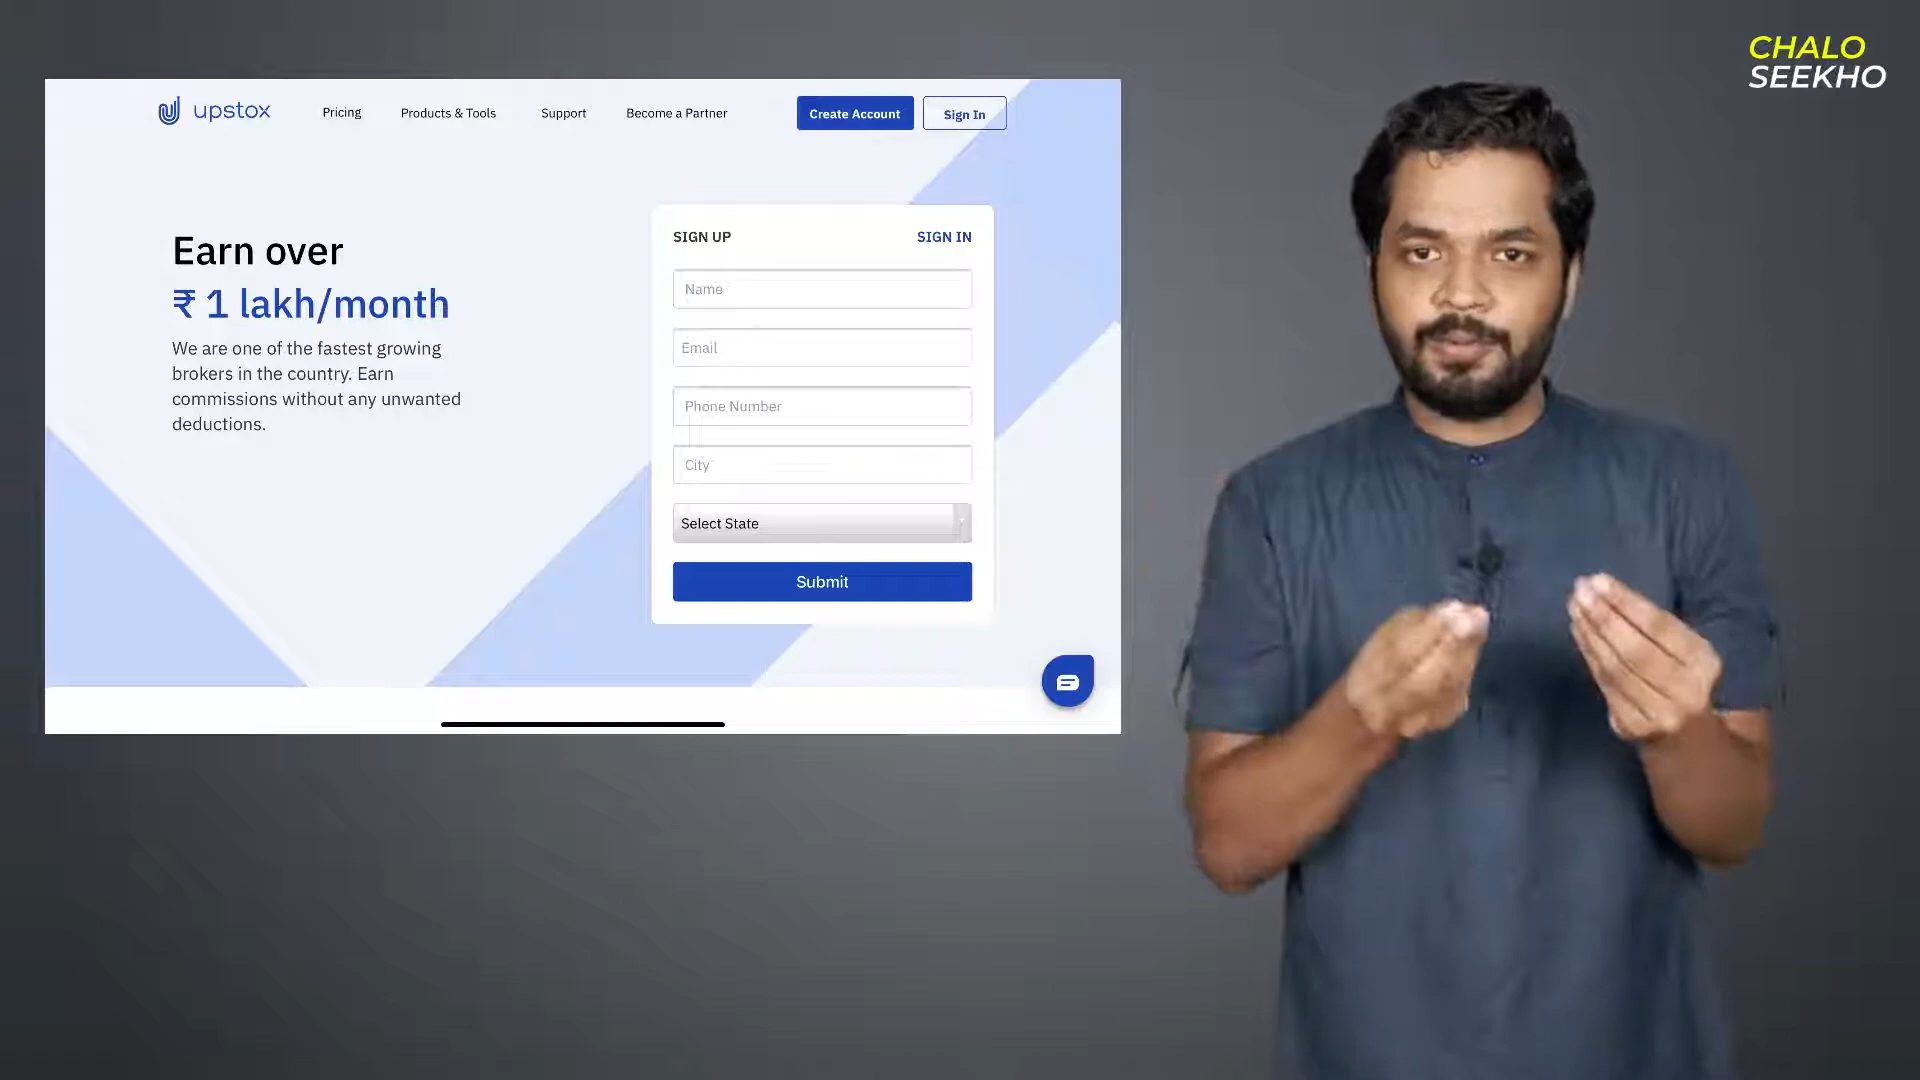 CHALO
SEEKHO
upstox
Pricing
Products & Tools
Support
Become a Partner
Create Account
Sign In
Earn over
₹ 1 lakh/month
We are one of the fastest growing
brokers in the country. Earn
commissions without any unwanted
deductions.
SIGN UP
SIGN IN
Name
Email
Phone Number
City
Select State
Submit